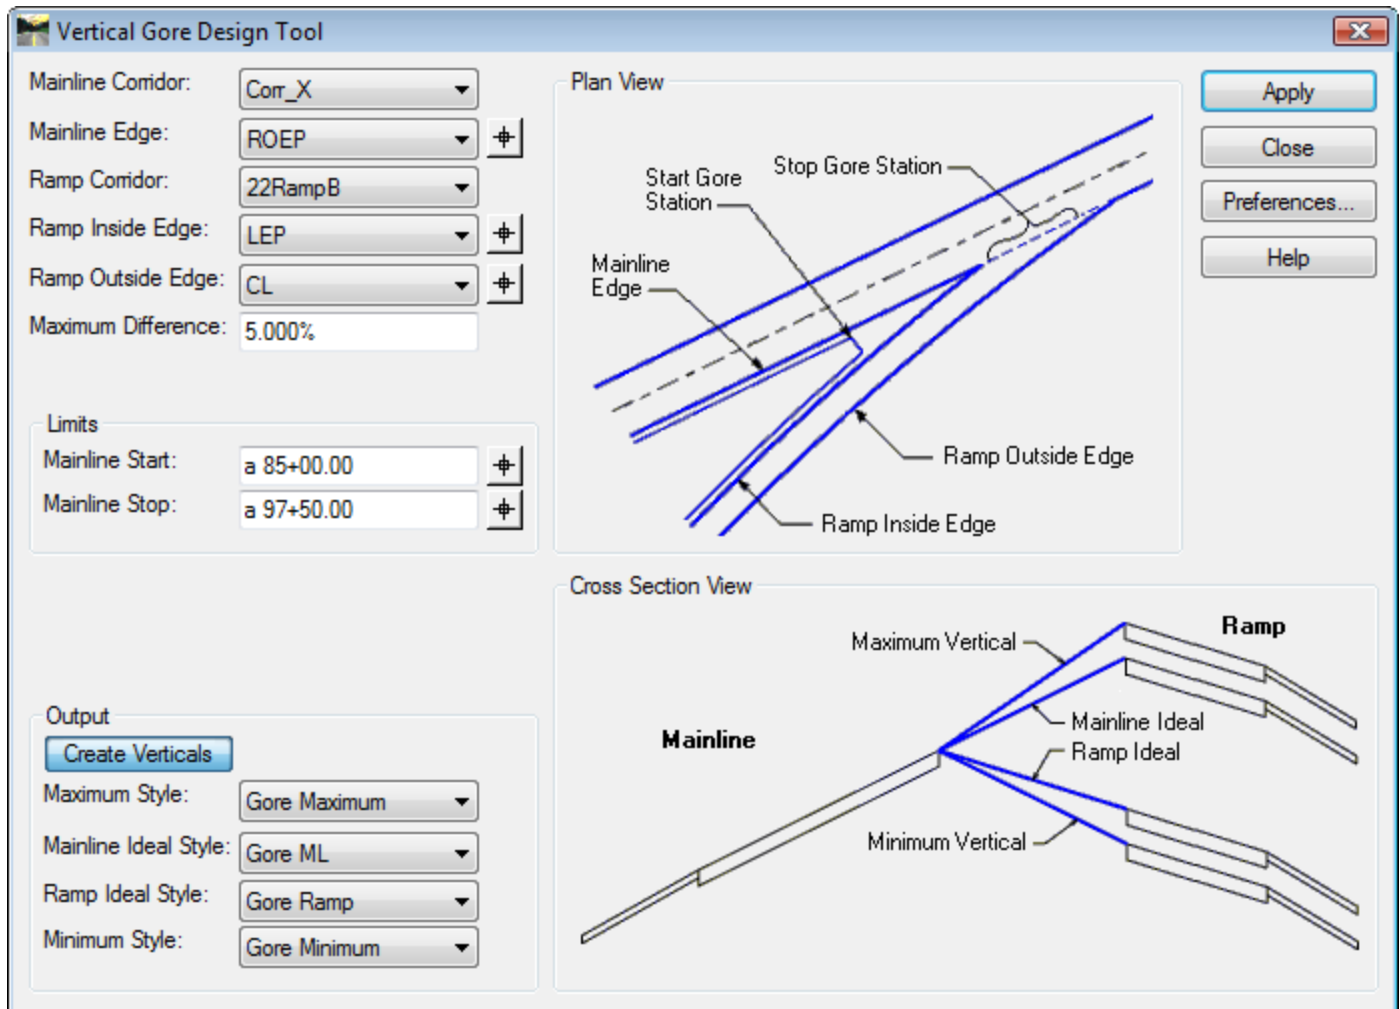 Vertical Gore Design Tool
Mainline Corridor: Corr_X
Mainline Edge: ROEP
Ramp Corridor: 22RampB
Ramp Inside Edge: LEP
Ramp Outside Edge: CL
Maximum Difference: 5.000%
Limits
Mainline Start: a 85+00.00
Mainline Stop: a 97+50.00
Output
Create Verticals
Maximum Style: Gore Maximum
Mainline Ideal Style: Gore ML
Ramp Ideal Style: Gore Ramp
Minimum Style: Gore Minimum
Plan View
Stop Gore Station
Start Gore
Station
Mainline
Edge
Ramp Outside Edge
Ramp Inside Edge
Cross Section View
Ramp
Maximum Vertical
Mainline Ideal
Mainline
Ramp Ideal
Minimum Vertical
Apply
Close
Preferences...
Help